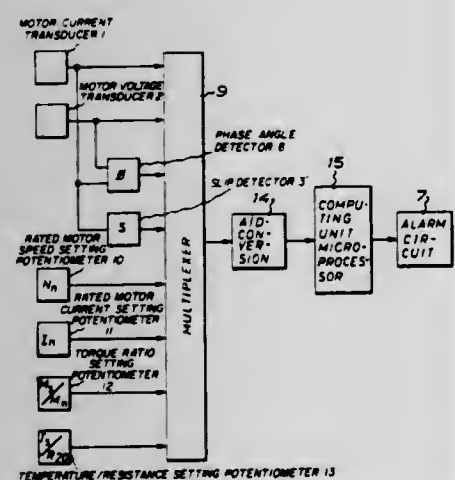 MOTOR CURRENT
TRANSDUCER 1
9
MOTOR VOLTAGE
TRANSDUCER 2
PHASE ANGLE
DETECTOR 8
15
ø
7
SLIP DETECTOR 3'
14
S
MULTIPLEXER
A/D-
CON-
VER-
SION
COMPU-
TING
UNIT
MICRO-
PROCES-
SOR
ALARM
CIR-
CUIT
RATED MOTOR
SPEED SETTING
POTENTIOMETER 10
Nn
RATED MOTOR
CURRENT SETTING
POTENTIOMETER
11
In
TORQUE RATIO
SETTING
POTENTIOMETER
12
TEMPERATURE/RESISTANCE SETTING POTENTIOMETER 13